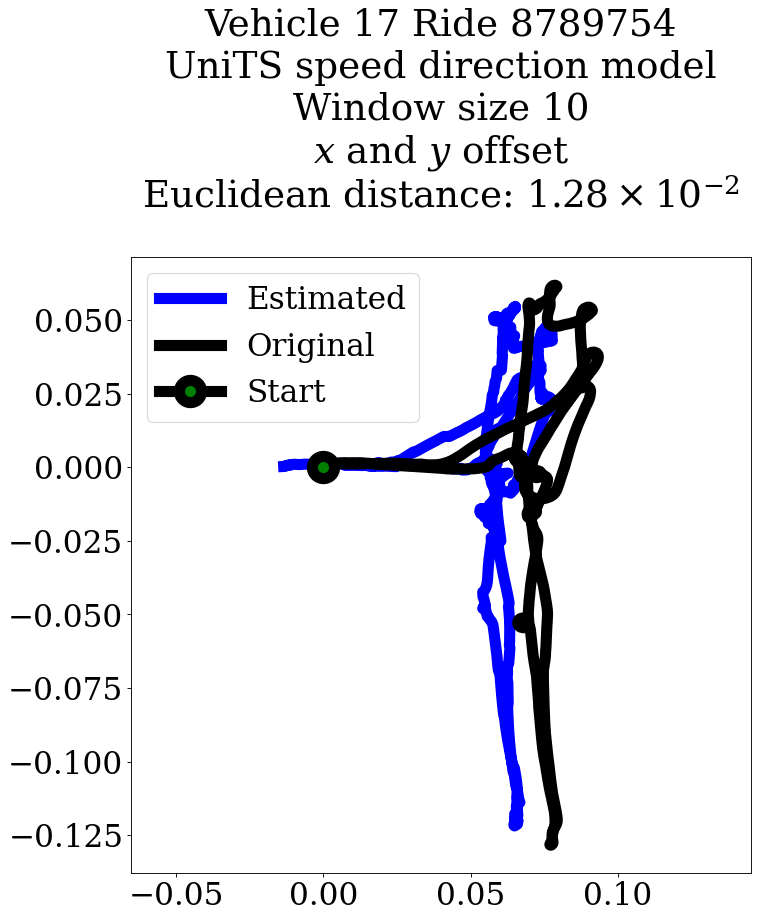 Vehicle 17 Ride 8789754
UniTS speed direction model
Window size 10
x and y offset
Euclidean distance: 1.28 × 10⁻²
Estimated
Original
Start
0.050
0.025
0.000
−0.025
−0.050
−0.075
−0.100
−0.125
−0.05 0.00 0.05 0.10